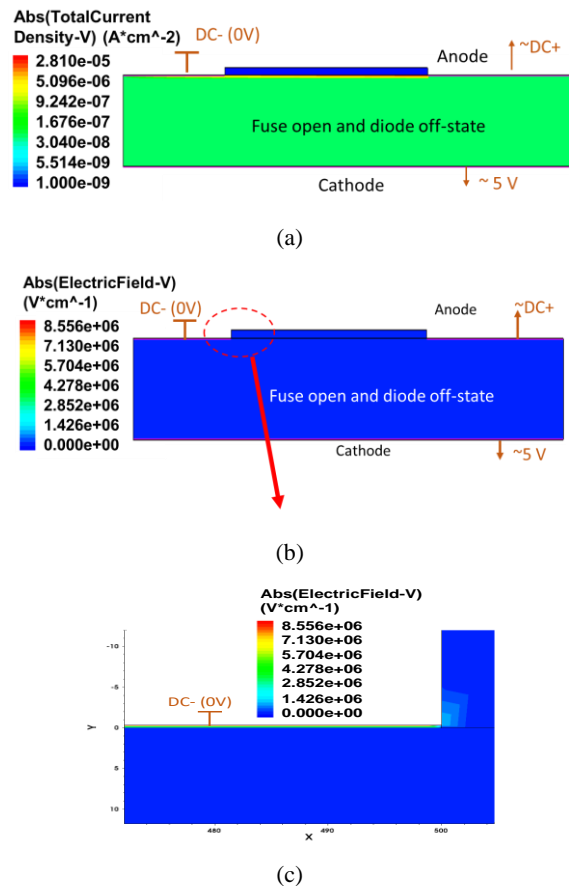 Abs(TotalCurrent
Density-V) (A*cm^-2)
2.810e-05
5.096e-06
9.242e-07
1.676e-07
3.040e-08
5.514e-09
1.000e-09
DC- (0V)
Anode
~DC+
Fuse open and diode off-state
Cathode
~ 5 V
(a)
Abs(ElectricField-V)
(V*cm^-1)
8.556e+06
7.130e+06
5.704e+06
4.278e+06
2.852e+06
1.426e+06
0.000e+00
DC- (0V)
Anode
~DC+
Fuse open and diode off-state
Cathode
~5 V
(b)
Abs(ElectricField-V)
(V*cm^-1)
8.556e+06
7.130e+06
5.704e+06
4.278e+06
2.852e+06
1.426e+06
0.000e+00
DC- (0V)
-10
-5
0
5
10
Y
480
490
500
X
(c)